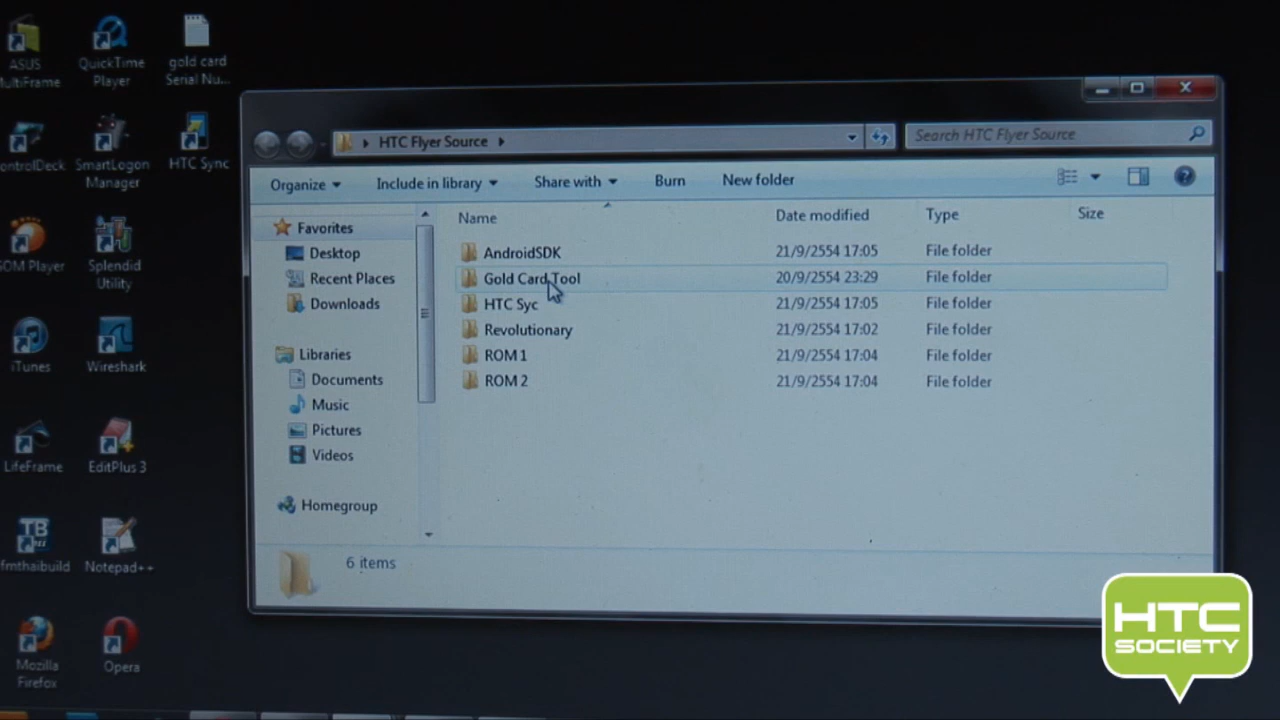 ASUS
MultiFrame
QuickTime
Player
gold card
Serial Nu...
ControlDeck
SmartLogon
Manager
HTC Sync
GOM Player
Splendid
Utility
iTunes
Wireshark
LifeFrame
EditPlus 3
TB
fmthaibuild
Notepad++
Mozilla
Firefox
Opera
HTC Flyer Source
Search HTC Flyer Source
Organize
Include in library
Share with
Burn
New folder
Favorites
Desktop
Recent Places
Downloads
Libraries
Documents
Music
Pictures
Videos
Homegroup
Name Date modified Type Size
AndroidSDK 21/9/2554 17:05 File folder
Gold Card Tool 20/9/2554 23:29 File folder
HTC Syc 21/9/2554 17:05 File folder
Revolutionary 21/9/2554 17:02 File folder
ROM 1 21/9/2554 17:04 File folder
ROM 2 21/9/2554 17:04 File folder
6 items
HTC
SOCIETY